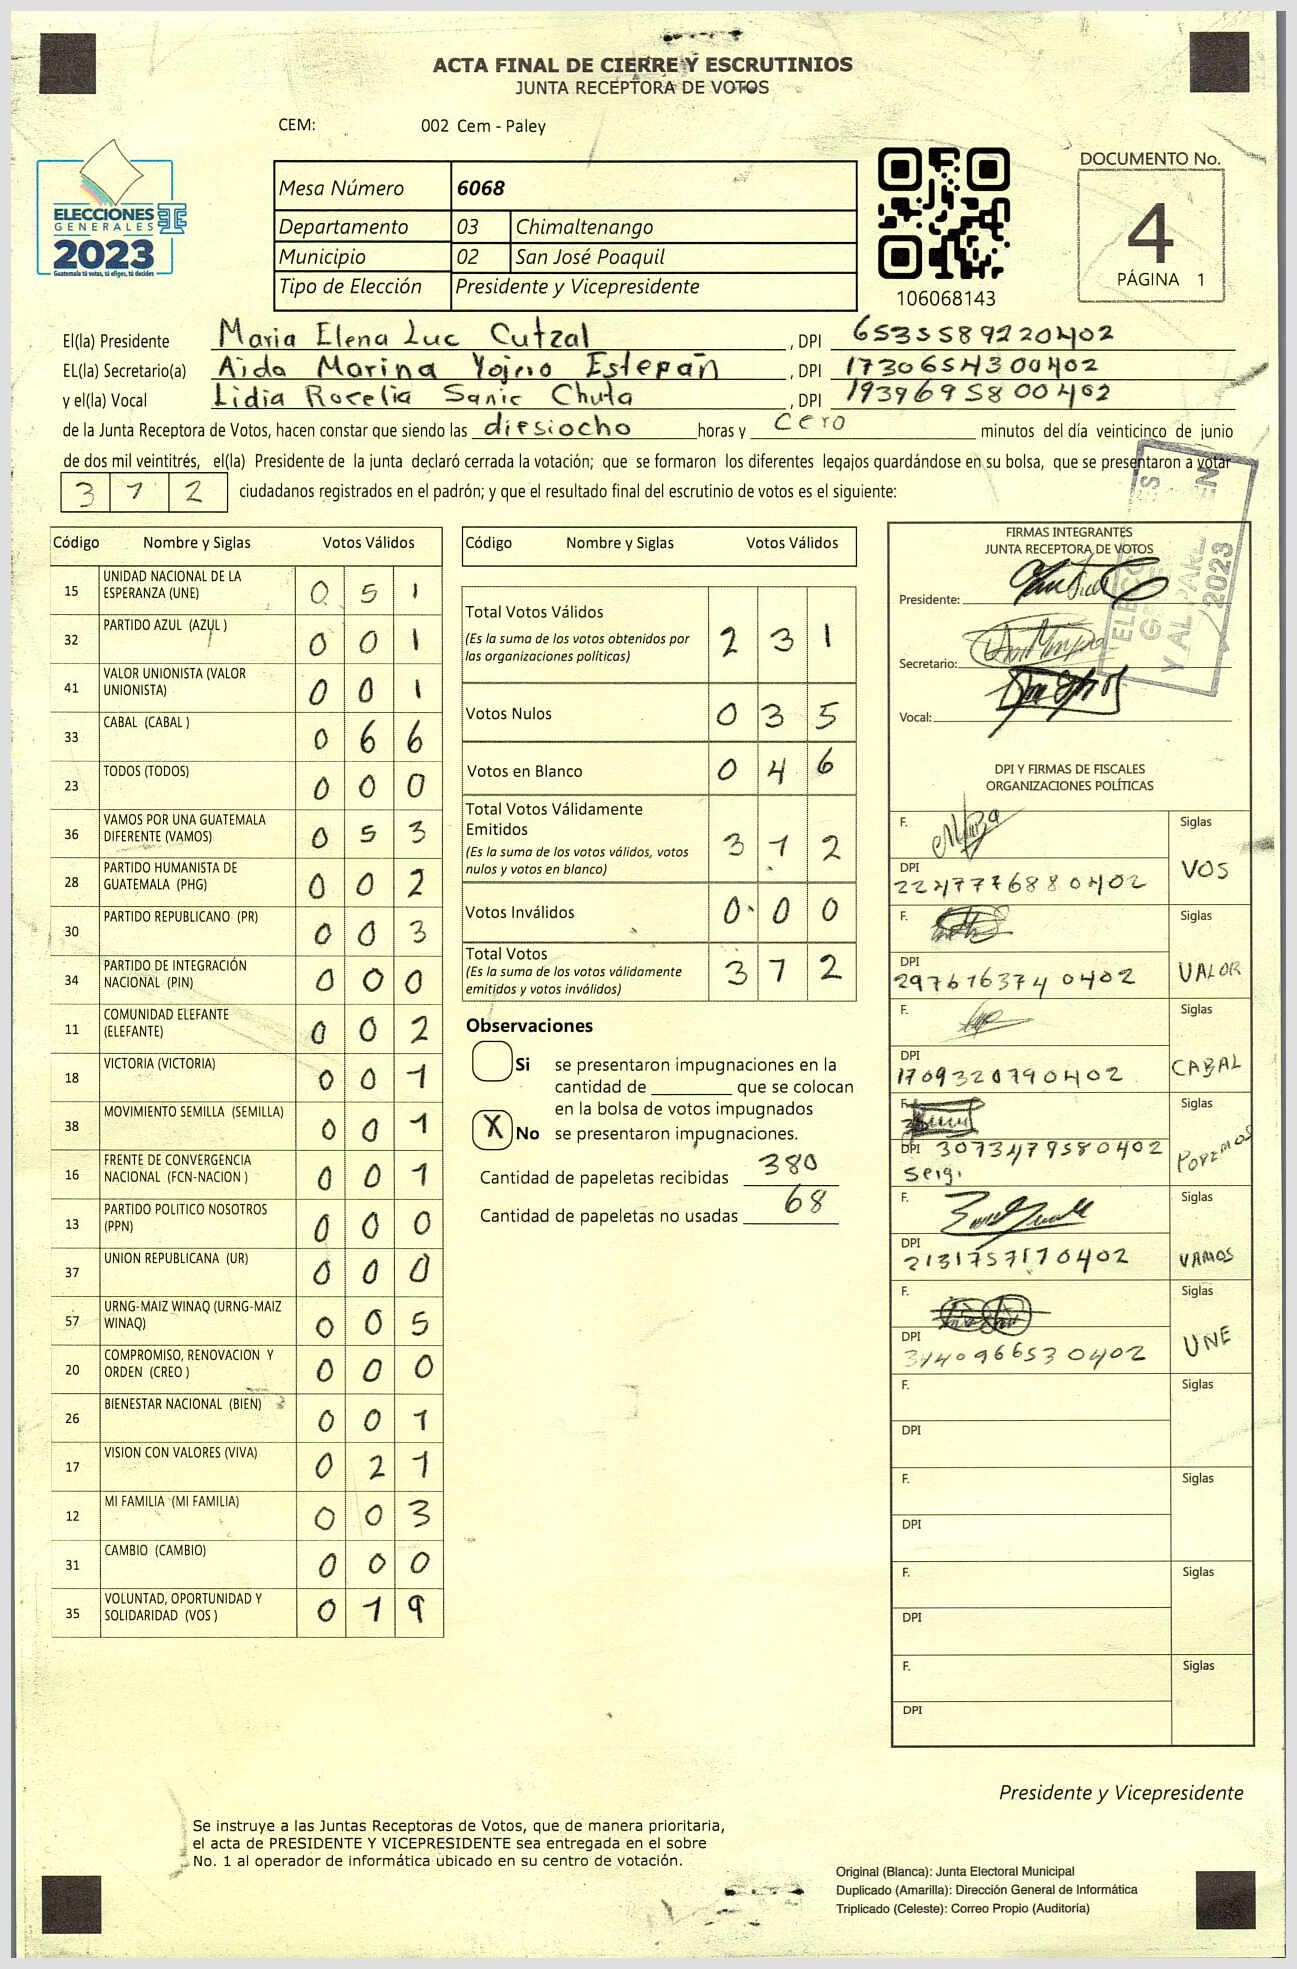 ACTA FINAL DE CIERRE Y ESCRUTINIOS
JUNTA RECEPTORA DE VOTOS
CEM: 002 Cem - Paley
ELECCIONES
GENERALES
2023
Guatemala tú votas, tú eliges, tú decides
Mesa Número 6068
Departamento 03 Chimaltenango
Municipio 02 San José Poaquil
Tipo de Elección Presidente y Vicepresidente
106068143
DOCUMENTO No.
4
PÁGINA 1
El(la) Presidente Maria Elena Luc Cutzal , DPI 6535589220402
EL(la) Secretario(a) Aida Marina Estepán , DPI 1730654300402
y el(la) Vocal Lidia Rocelia Sanic Chuta , DPI 1939695800402
de la Junta Receptora de Votos, hacen constar que siendo las diesiocho horas y cero minutos del día veinticinco de junio
de dos mil veintitrés, el(la) Presidente de la junta declaró cerrada la votación; que se formaron los diferentes legajos guardándose en su bolsa, que se presentaron a votar
312 ciudadanos registrados en el padrón; y que el resultado final del escrutinio de votos es el siguiente:
Código Nombre y Siglas Votos Válidos
15 UNIDAD NACIONAL DE LA ESPERANZA (UNE) 0 5 1
32 PARTIDO AZUL (AZUL ) 0 0 1
41 VALOR UNIONISTA (VALOR UNIONISTA) 0 0 1
33 CABAL (CABAL ) 0 6 6
23 TODOS (TODOS) 0 0 0
36 VAMOS POR UNA GUATEMALA DIFERENTE (VAMOS) 0 5 3
28 PARTIDO HUMANISTA DE GUATEMALA (PHG) 0 0 2
30 PARTIDO REPUBLICANO (PR) 0 0 3
34 PARTIDO DE INTEGRACIÓN NACIONAL (PIN) 0 0 0
11 COMUNIDAD ELEFANTE (ELEFANTE) 0 0 2
18 VICTORIA (VICTORIA) 0 0 1
38 MOVIMIENTO SEMILLA (SEMILLA) 0 0 1
16 FRENTE DE CONVERGENCIA NACIONAL (FCN-NACION ) 0 0 1
13 PARTIDO POLITICO NOSOTROS (PPN) 0 0 0
37 UNION REPUBLICANA (UR) 0 0 0
57 URNG-MAIZ WINAQ (URNG-MAIZ WINAQ) 0 0 5
20 COMPROMISO, RENOVACION Y ORDEN (CREO ) 0 0 0
26 BIENESTAR NACIONAL (BIEN) 0 0 1
17 VISION CON VALORES (VIVA) 0 2 1
12 MI FAMILIA (MI FAMILIA) 0 0 3
31 CAMBIO (CAMBIO) 0 0 0
35 VOLUNTAD, OPORTUNIDAD Y SOLIDARIDAD (VOS ) 0 1 9
Código Nombre y Siglas Votos Válidos
Total Votos Válidos 2 3 1
(Es la suma de los votos obtenidos por
las organizaciones políticas)
Votos Nulos 0 3 5
Votos en Blanco 0 4 6
Total Votos Válidamente
Emitidos 3 1 2
(Es la suma de los votos válidos, votos
nulos y votos en blanco)
Votos Inválidos 0 0 0
Total Votos 3 1 2
(Es la suma de los votos válidamente
emitidos y votos inválidos)
Observaciones
Si se presentaron impugnaciones en la
cantidad de ________ que se colocan
en la bolsa de votos impugnados
X No se presentaron impugnaciones.
Cantidad de papeletas recibidas 380
Cantidad de papeletas no usadas 68
FIRMAS INTEGRANTES
JUNTA RECEPTORA DE VOTOS
Presidente:
Secretario:
Vocal:
2023
DPI Y FIRMAS DE FISCALES
ORGANIZACIONES POLÍTICAS
F. Siglas
DPI 2247776880402 VOS
F. Siglas
DPI 2976763740402 VALOR
F. Siglas
DPI 1709320790402 CABAL
F. Siglas
DPI 3073479580402 PODEMOS
F. Siglas
DPI 2131757170402 VAMOS
F. Siglas
DPI 3140966530402 UNE
F. Siglas
DPI
F. Siglas
DPI
F. Siglas
DPI
F. Siglas
DPI
Presidente y Vicepresidente
Se instruye a las Juntas Receptoras de Votos, que de manera prioritaria,
el acta de PRESIDENTE Y VICEPRESIDENTE sea entregada en el sobre
No. 1 al operador de informática ubicado en su centro de votación.
Original (Blanca): Junta Electoral Municipal
Duplicado (Amarilla): Dirección General de Informática
Triplicado (Celeste): Correo Propio (Auditoría)